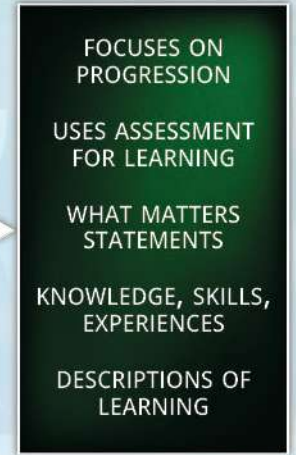 FOCUSES ON
PROGRESSION
USES ASSESSMENT
FOR LEARNING
WHAT MATTERS
STATEMENTS
KNOWLEDGE, SKILLS,
EXPERIENCES
DESCRIPTIONS OF
LEARNING